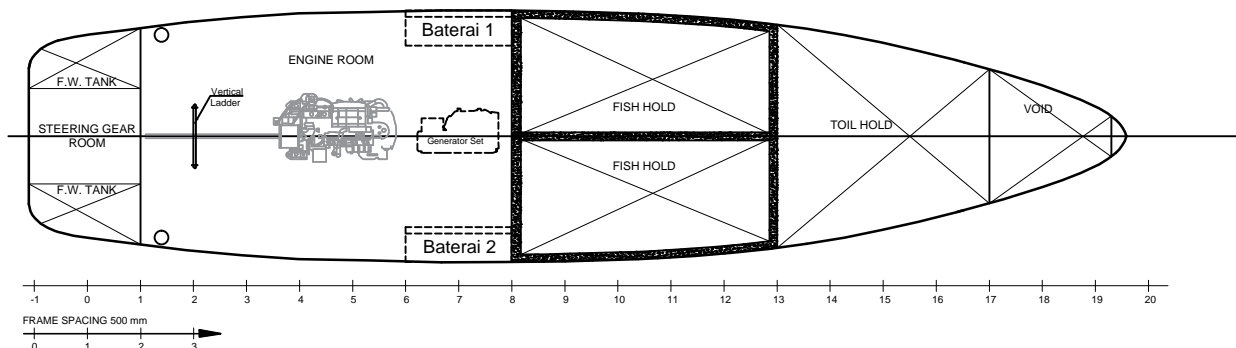 Baterai 1
ENGINE ROOM
F.W. TANK
Vertical
Ladder
FISH HOLD
VOID
TOIL HOLD
STEERING GEAR
ROOM
Generator Set
FISH HOLD
F.W. TANK
Baterai 2
-1 0 1 2 3 4 5 6 7 8 9 10 11 12 13 14 15 16 17 18 19 20
FRAME SPACING 500 mm
0 1 2 3